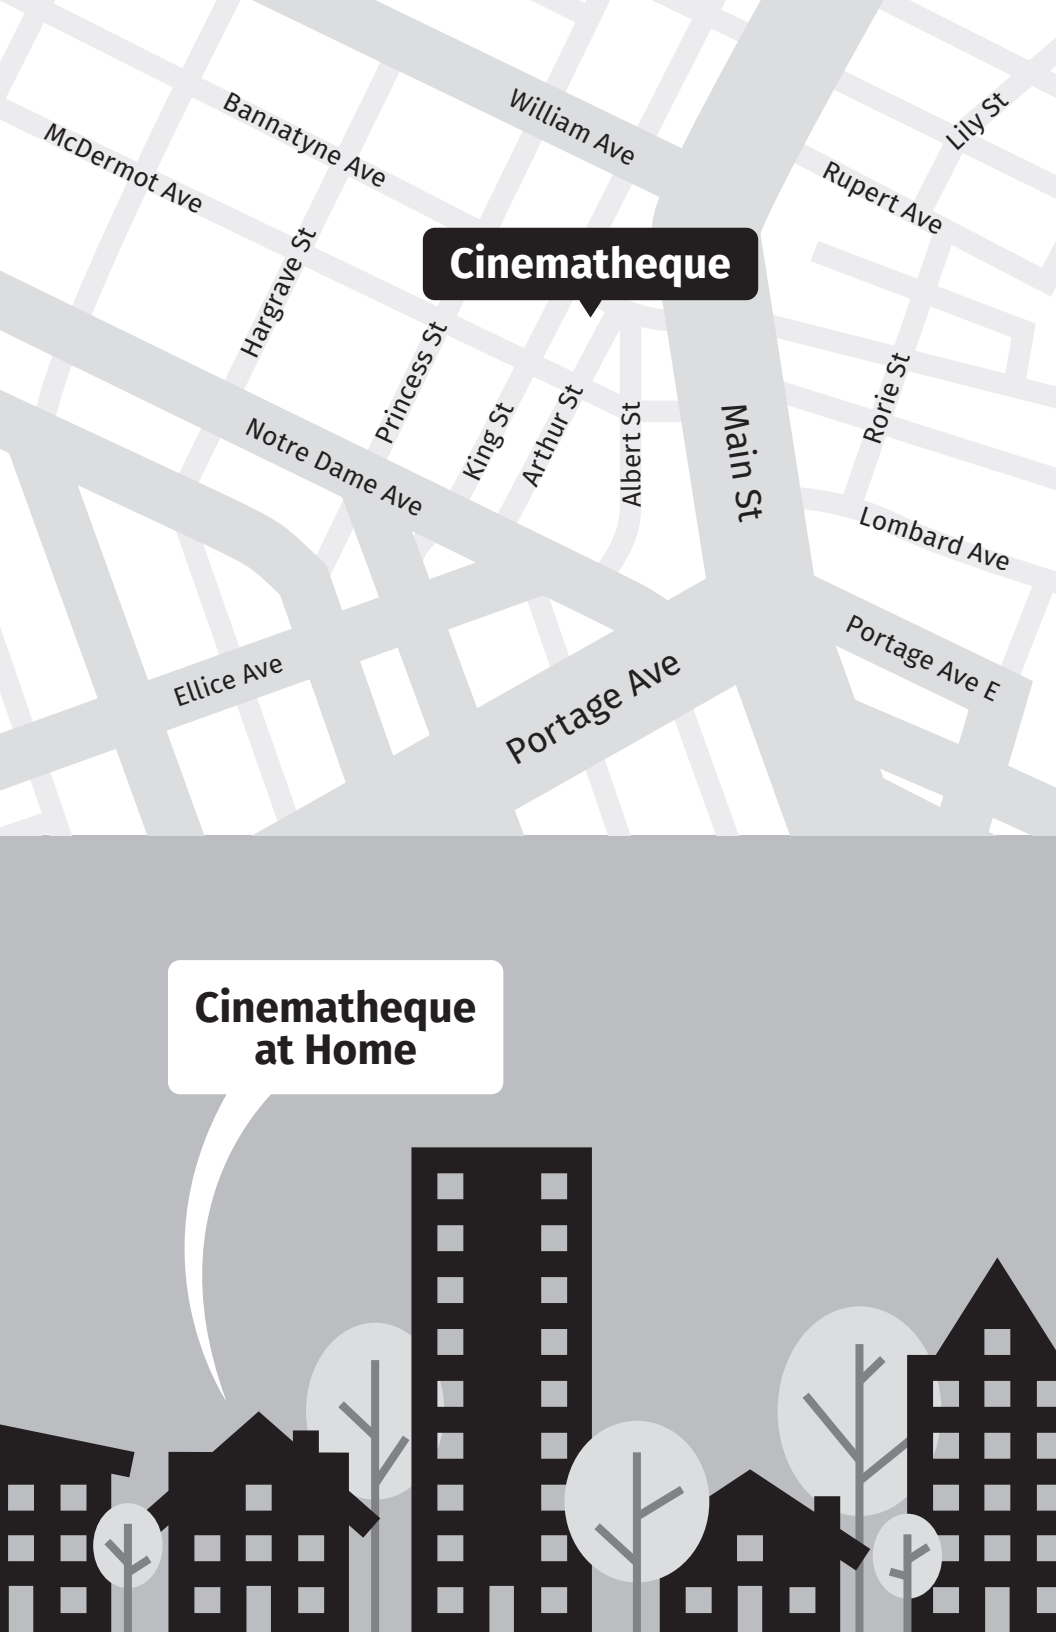 William Ave
Bannatyne Ave
McDermot Ave
Lily St
Rupert Ave
Cinematheque
Hargrave St
Princess St
King St
Arthur St
Albert St
Main St
Rorie St
Notre Dame Ave
Lombard Ave
Portage Ave E
Ellice Ave
Portage Ave
Cinematheque
at Home